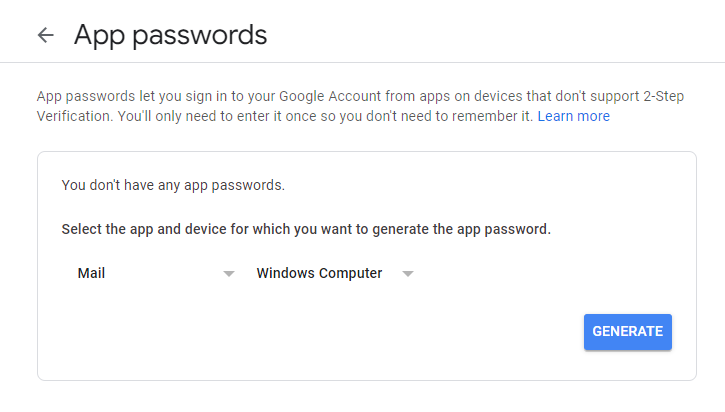 App passwords
App passwords let you sign in to your Google Account from apps on devices that don't support 2-Step
Verification. You'll only need to enter it once so you don't need to remember it. Learn more
You don't have any app passwords.
Select the app and device for which you want to generate the app password.
Mail Windows Computer
GENERATE